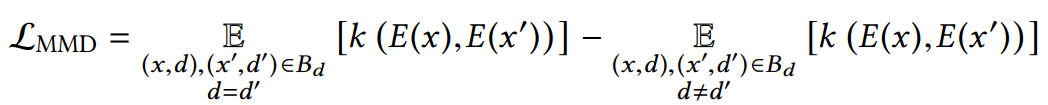 ℒ_MMD = 𝔼_{(x,d),(x′,d′)∈B_d, d=d′} [k (E(x), E(x′))] − 𝔼_{(x,d),(x′,d′)∈B_d, d≠d′} [k (E(x), E(x′))]